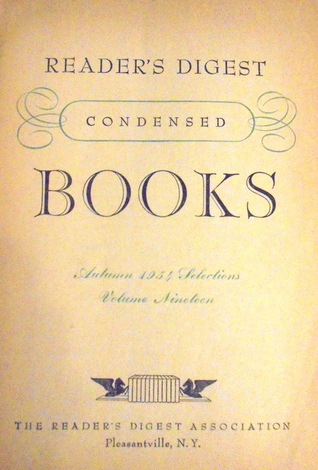 READER'S DIGEST
CONDENSED
BOOKS
Autumn 1954 Selections
Volume Nineteen
THE READER'S DIGEST ASSOCIATION
Pleasantville, N.Y.